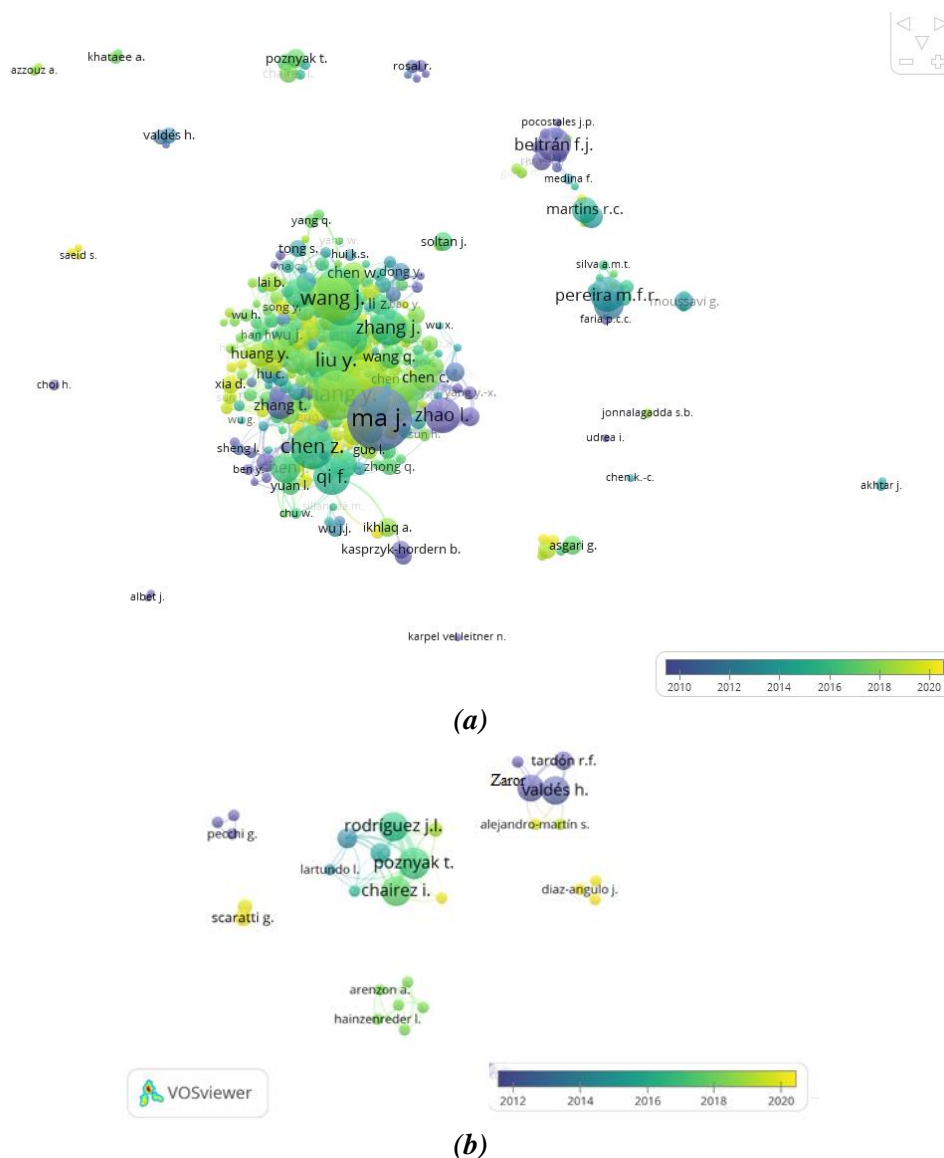 poznyak t.
khataee a.
azzouz a.
chairez i.
rosal r.
valdés h.
pocostales j.p.
beltrán f.j.
medina f.
martins r.c.
yang q.
soltan j.
saeid s.
tong s.
hui k.s.
chen w.
dong y.
silva a.m.t.
lai b.
wang j.
li z.
pereira m.f.r.
moussavi g.
song y.
wu h.
wu j.
zhang j.
wu x.
faria p.c.c.
huang y.
liu y.
wang q.
hu c.
chen c.
choi h.
xia d.
zhang t.
ma j.
zhao l.
wu g.
jonnalagadda s.b.
sun h.
udrea i.
sheng l.
chen z.
guo l.
ben y.
zhong q.
yuan l.
qi f.
chen k.-c.
akhtar j.
chu w.
wu j.j.
ikhlaq a.
kasprzyk-hordern b.
asgari g.
albet j.
karpel vel leitner n.
2010 2012 2014 2016 2018 2020
(a)
tardón r.f.
Zaror
valdés h.
rodríguez j.l.
alejandro-martín s.
pecchi g.
poznyak t.
lartundo l.
chairez i.
diaz-angulo j.
scaratti g.
arenzon a.
hainzenreder l.
VOSviewer
2012 2014 2016 2018 2020
(b)